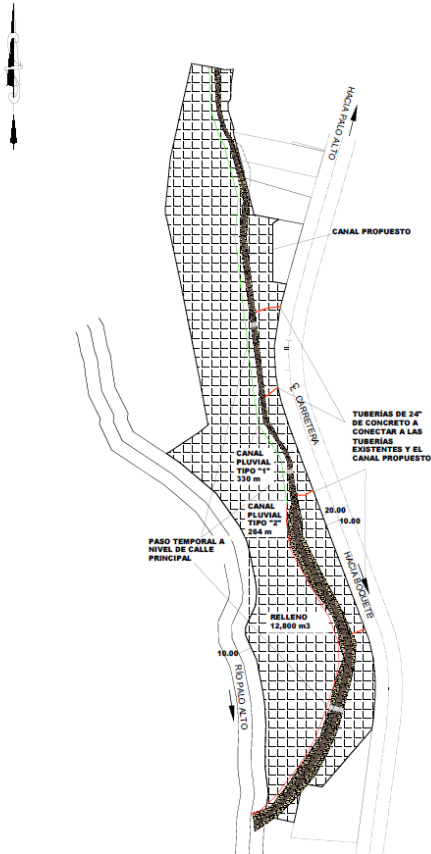 HACIA PALO ALTO
CANAL PROPUESTO
℄ CARRETERA
TUBERÍAS DE 24"
DE CONCRETO A
CONECTAR A LAS
TUBERÍAS
EXISTENTES Y EL
CANAL PROPUESTO
CANAL
PLUVIAL
TIPO "1"
330 m
CANAL
PLUVIAL
TIPO "2"
264 m
20.00
10.00
PASO TEMPORAL A
NIVEL DE CALLE
PRINCIPAL
HACIA BOQUETE
RELLENO
12,800 m3
10.00
RÍO PALO ALTO